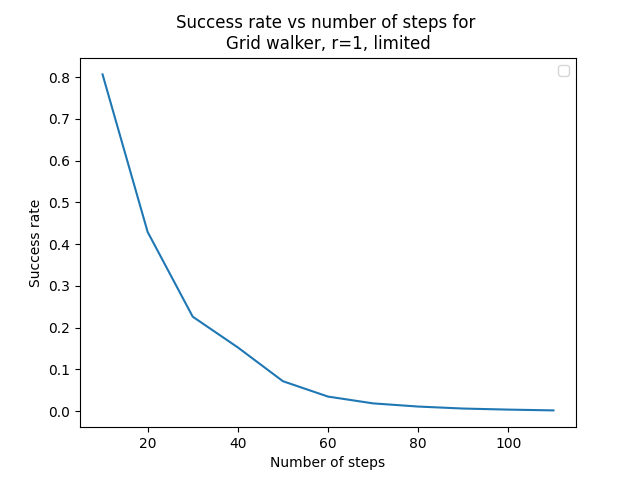 Success rate vs number of steps for
Grid walker, r=1, limited
0.8
0.7
0.6
0.5
0.4
0.3
0.2
0.1
0.0
Success rate
20 40 60 80 100
Number of steps